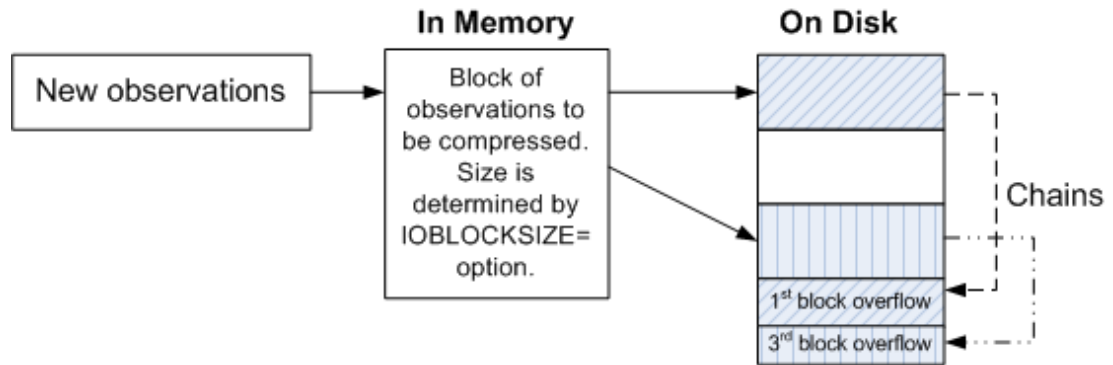 In Memory
On Disk
New observations
Block of
observations to
be compressed.
Size is
determined by
IOBLOCKSIZE=
option.
Chains
1st block overflow
3rd block overflow